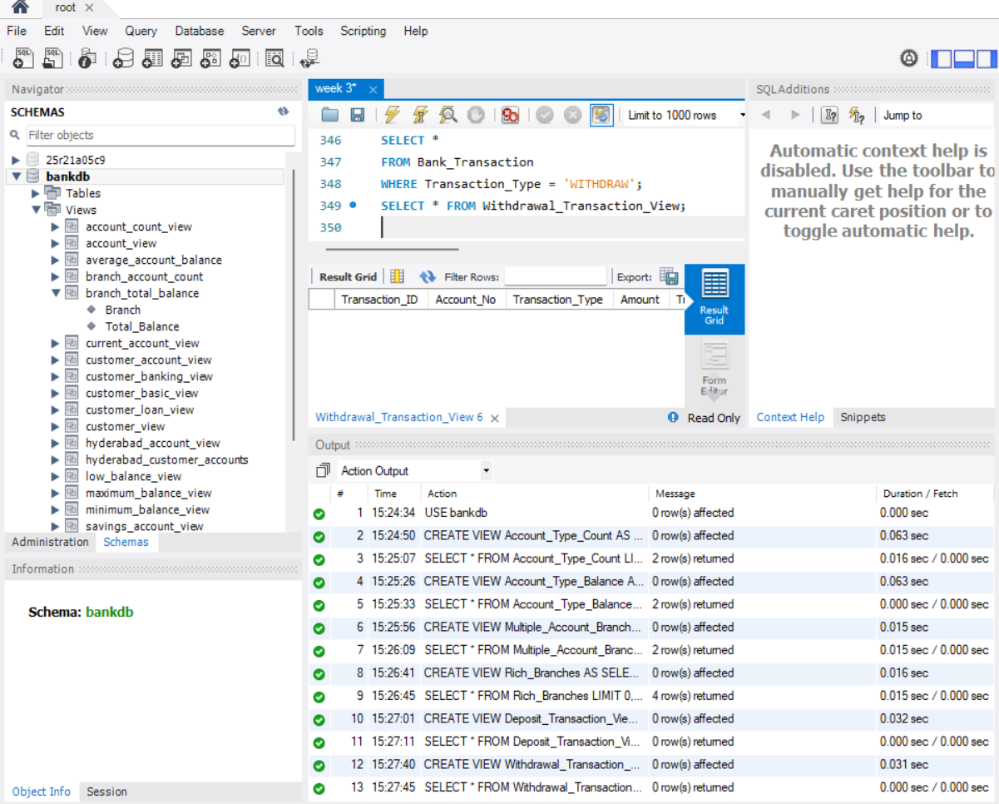 root ×
File Edit View Query Database Server Tools Scripting Help
Navigator
SCHEMAS
Filter objects
25r21a05c9
bankdb
Tables
Views
account_count_view
account_view
average_account_balance
branch_account_count
branch_total_balance
Branch
Total_Balance
current_account_view
customer_account_view
customer_banking_view
customer_basic_view
customer_loan_view
customer_view
hyderabad_account_view
hyderabad_customer_accounts
low_balance_view
maximum_balance_view
minimum_balance_view
savings_account_view
Administration Schemas
Information
Schema: bankdb
Object Info Session
week 3* ×
Limit to 1000 rows
346 SELECT *
347 FROM Bank_Transaction
348 WHERE Transaction_Type = 'WITHDRAW';
349 SELECT * FROM Withdrawal_Transaction_View;
350
Result Grid Filter Rows: Export:
Transaction_ID Account_No Transaction_Type Amount
Result Grid
Form Editor
Withdrawal_Transaction_View 6 × Read Only
SQLAdditions
Jump to
Automatic context help is
disabled. Use the toolbar to
manually get help for the
current caret position or to
toggle automatic help.
Context Help Snippets
Output
Action Output
# Time Action Message Duration / Fetch
1 15:24:34 USE bankdb 0 row(s) affected 0.000 sec
2 15:24:50 CREATE VIEW Account_Type_Count AS ... 0 row(s) affected 0.063 sec
3 15:25:07 SELECT * FROM Account_Type_Count LI... 2 row(s) returned 0.016 sec / 0.000 sec
4 15:25:26 CREATE VIEW Account_Type_Balance A... 0 row(s) affected 0.063 sec
5 15:25:33 SELECT * FROM Account_Type_Balance... 2 row(s) returned 0.000 sec / 0.000 sec
6 15:25:56 CREATE VIEW Multiple_Account_Branch... 0 row(s) affected 0.015 sec
7 15:26:09 SELECT * FROM Multiple_Account_Branc... 2 row(s) returned 0.015 sec / 0.000 sec
8 15:26:41 CREATE VIEW Rich_Branches AS SELE... 0 row(s) affected 0.016 sec
9 15:26:45 SELECT * FROM Rich_Branches LIMIT 0,... 4 row(s) returned 0.015 sec / 0.000 sec
10 15:27:01 CREATE VIEW Deposit_Transaction_Vie... 0 row(s) affected 0.032 sec
11 15:27:11 SELECT * FROM Deposit_Transaction_Vi... 0 row(s) returned 0.000 sec / 0.000 sec
12 15:27:40 CREATE VIEW Withdrawal_Transaction_... 0 row(s) affected 0.031 sec
13 15:27:45 SELECT * FROM Withdrawal_Transaction... 0 row(s) returned 0.000 sec / 0.000 sec